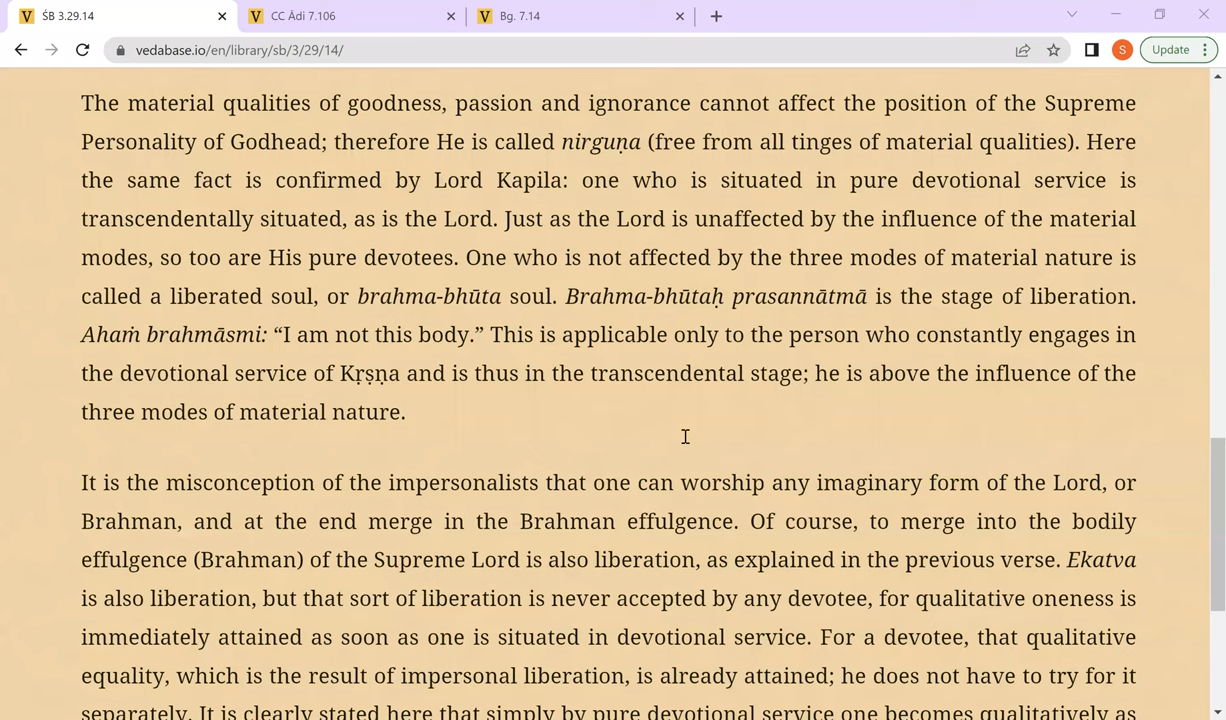 ŚB 3.29.14
CC Ādi 7.106
Bg. 7.14
vedabase.io/en/library/sb/3/29/14/
S
Update
The material qualities of goodness, passion and ignorance cannot affect the position of the Supreme
Personality of Godhead; therefore He is called nirguṇa (free from all tinges of material qualities). Here
the same fact is confirmed by Lord Kapila: one who is situated in pure devotional service is
transcendentally situated, as is the Lord. Just as the Lord is unaffected by the influence of the material
modes, so too are His pure devotees. One who is not affected by the three modes of material nature is
called a liberated soul, or brahma-bhūta soul. Brahma-bhūtaḥ prasannātmā is the stage of liberation.
Ahaṁ brahmāsmi: “I am not this body.” This is applicable only to the person who constantly engages in
the devotional service of Kṛṣṇa and is thus in the transcendental stage; he is above the influence of the
three modes of material nature.
It is the misconception of the impersonalists that one can worship any imaginary form of the Lord, or
Brahman, and at the end merge in the Brahman effulgence. Of course, to merge into the bodily
effulgence (Brahman) of the Supreme Lord is also liberation, as explained in the previous verse. Ekatva
is also liberation, but that sort of liberation is never accepted by any devotee, for qualitative oneness is
immediately attained as soon as one is situated in devotional service. For a devotee, that qualitative
equality, which is the result of impersonal liberation, is already attained; he does not have to try for it
separately. It is clearly stated here that simply by pure devotional service one becomes qualitatively as